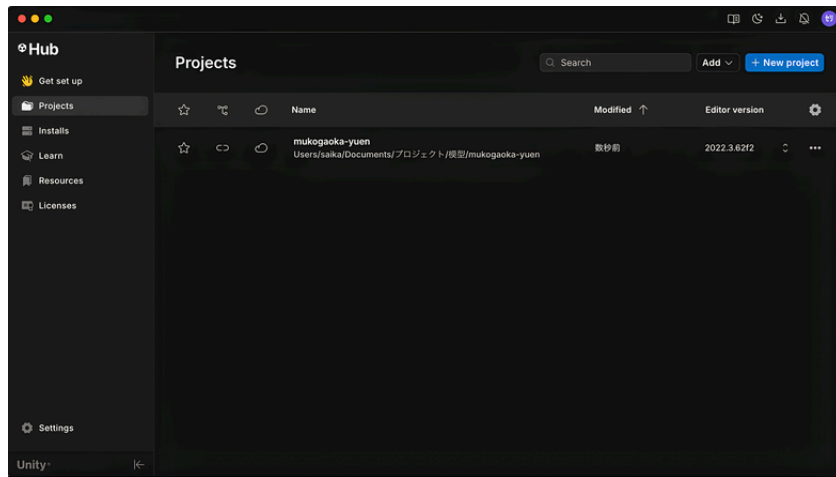 Hub
Get set up
Projects
Installs
Learn
Resources
Licenses
Settings
Unity
Projects
Search
Add
+ New project
Name
Modified ↑
Editor version
mukogaoka-yuen
Users/saika/Documents/プロジェクト/模型/mukogaoka-yuen
数秒前
2022.3.62f2